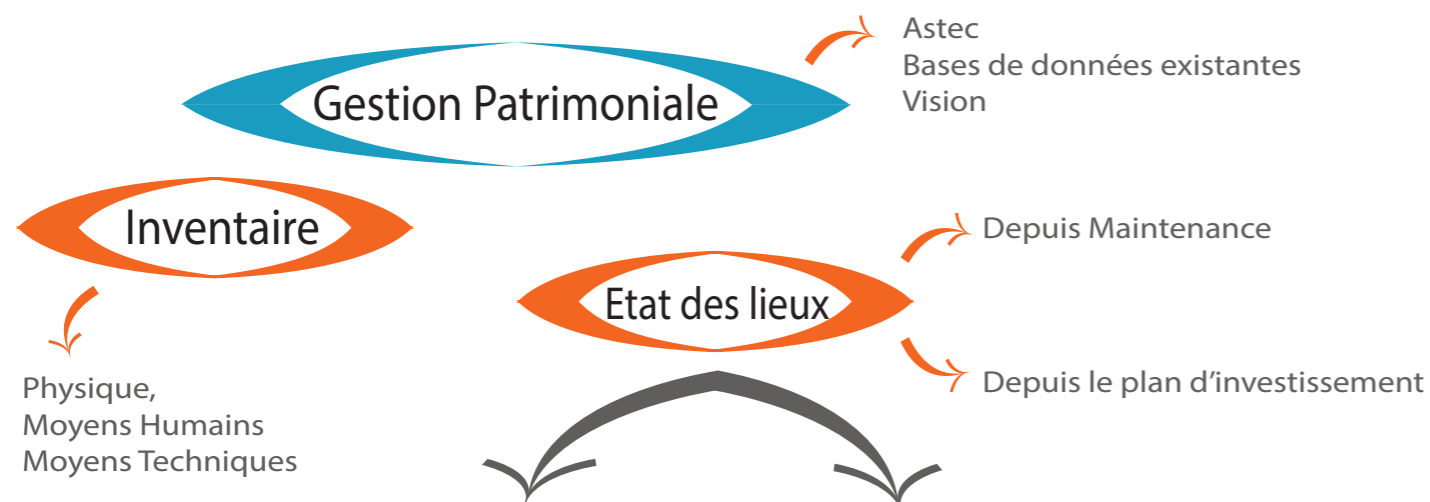 Gestion Patrimoniale
Astec
Bases de données existantes
Vision
Inventaire
Physique,
Moyens Humains
Moyens Techniques
Etat des lieux
Depuis Maintenance
Depuis le plan d’investissement